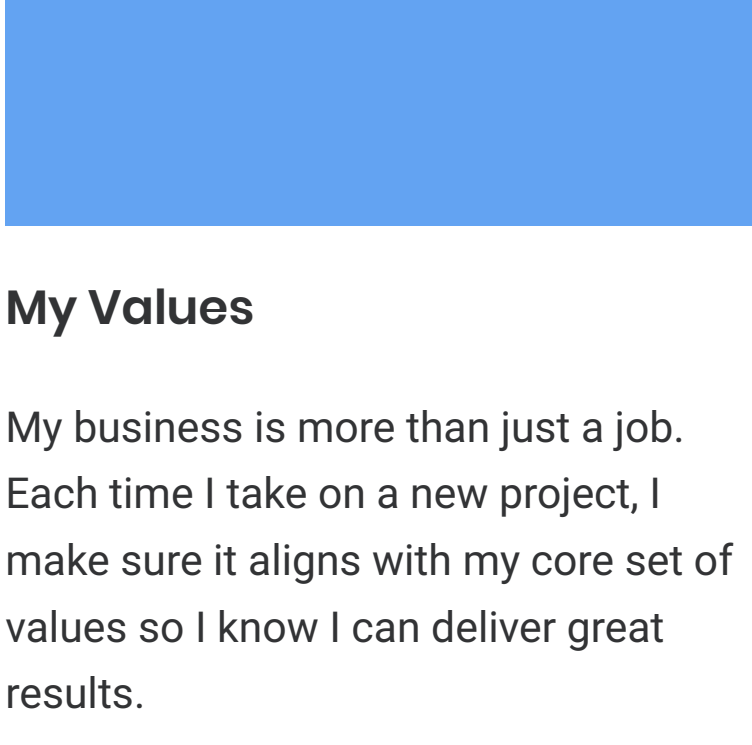 My Values
My business is more than just a job.
Each time I take on a new project, I
make sure it aligns with my core set of
values so I know I can deliver great
results.